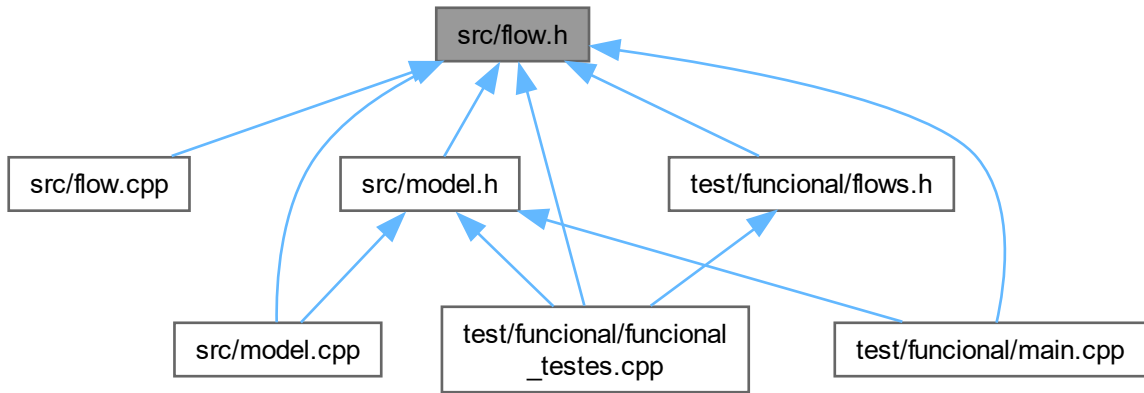 src/flow.h
src/flow.cpp
src/model.h
test/funcional/flows.h
src/model.cpp
test/funcional/funcional
_testes.cpp
test/funcional/main.cpp